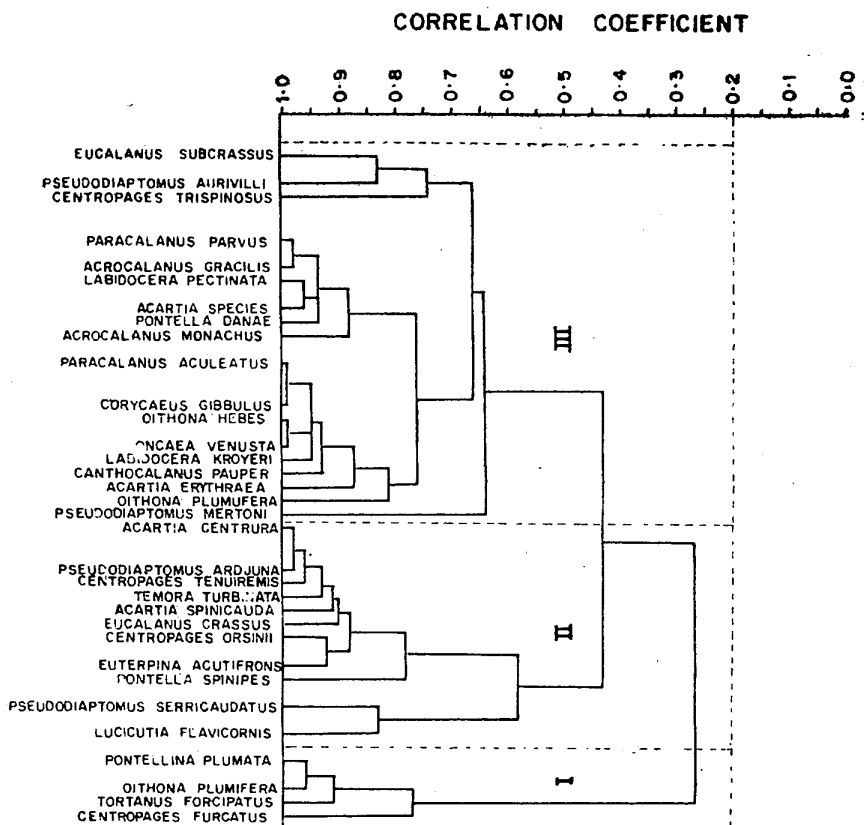 CORRELATION COEFFICIENT
1.0 0.9 0.8 0.7 0.6 0.5 0.4 0.3 0.2 0.1 0.0
EUCALANUS SUBCRASSUS
PSEUDODIAPTOMUS AURIVILLI
CENTROPAGES TRISPINOSUS
PARACALANUS PARVUS
ACROCALANUS GRACILIS
LABIDOCERA PECTINATA
ACARTIA SPECIES
PONTELLA DANAE
ACROCALANUS MONACHUS
III
PARACALANUS ACULEATUS
CORYCAEUS GIBBULUS
OITHONA HEBES
ONCAEA VENUSTA
LABIDOCERA KROYERI
CANTHOCALANUS PAUPER
ACARTIA ERYTHRAEA
OITHONA PLUMUFERA
PSEUDODIAPTOMUS MERTONI
ACARTIA CENTRURA
PSEUDODIAPTOMUS ARDJUNA
CENTROPAGES TENUIREMIS
TEMORA TURBINATA
ACARTIA SPINICAUDA
EUCALANUS CRASSUS
CENTROPAGES ORSINII
II
EUTERPINA ACUTIFRONS
PONTELLA SPINIPES
PSEUDODIAPTOMUS SERRICAUDATUS
LUCICUTIA FLAVICORNIS
PONTELLINA PLUMATA
I
OITHONA PLUMIFERA
TORTANUS FORCIPATUS
CENTROPAGES FURCATUS